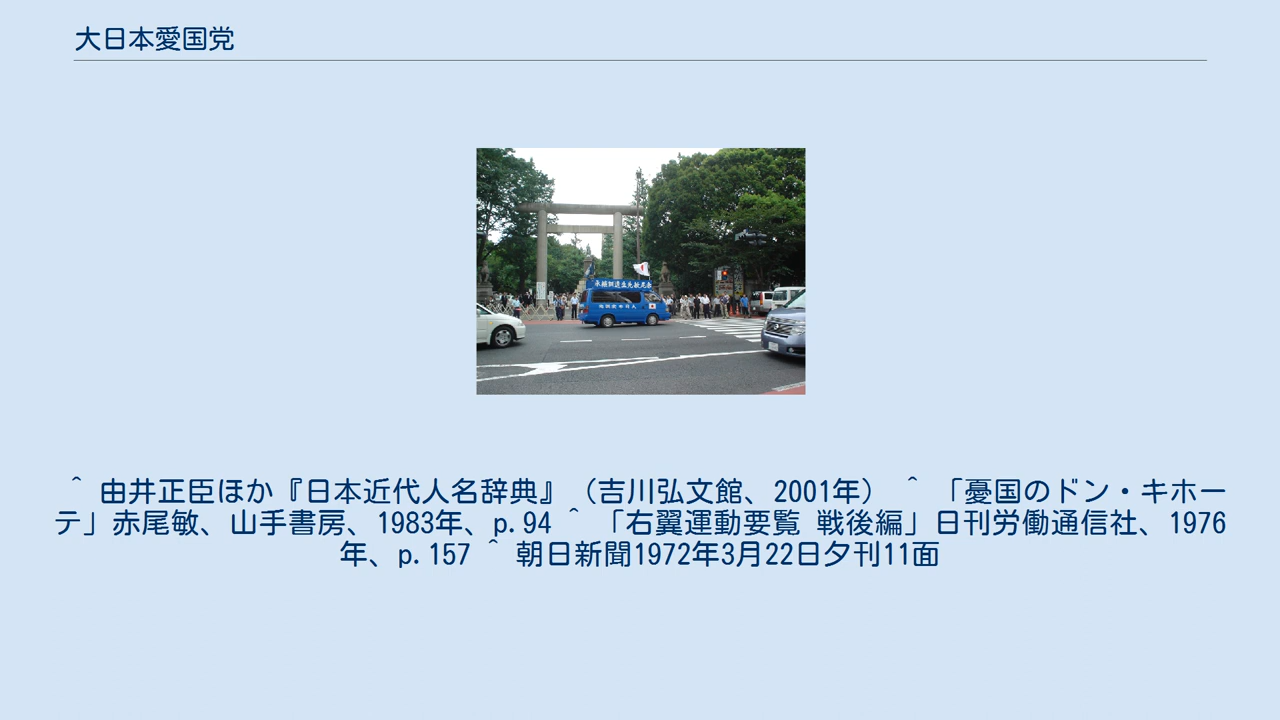 大日本愛国党
^ 由井正臣ほか『日本近代人名辞典』（吉川弘文館、2001年） ^ 「憂国のドン・キホー
テ」赤尾敏、山手書房、1983年、p.94 ^ 「右翼運動要覧 戦後編」日刊労働通信社、1976
年、p.157 ^ 朝日新聞1972年3月22日夕刊11面